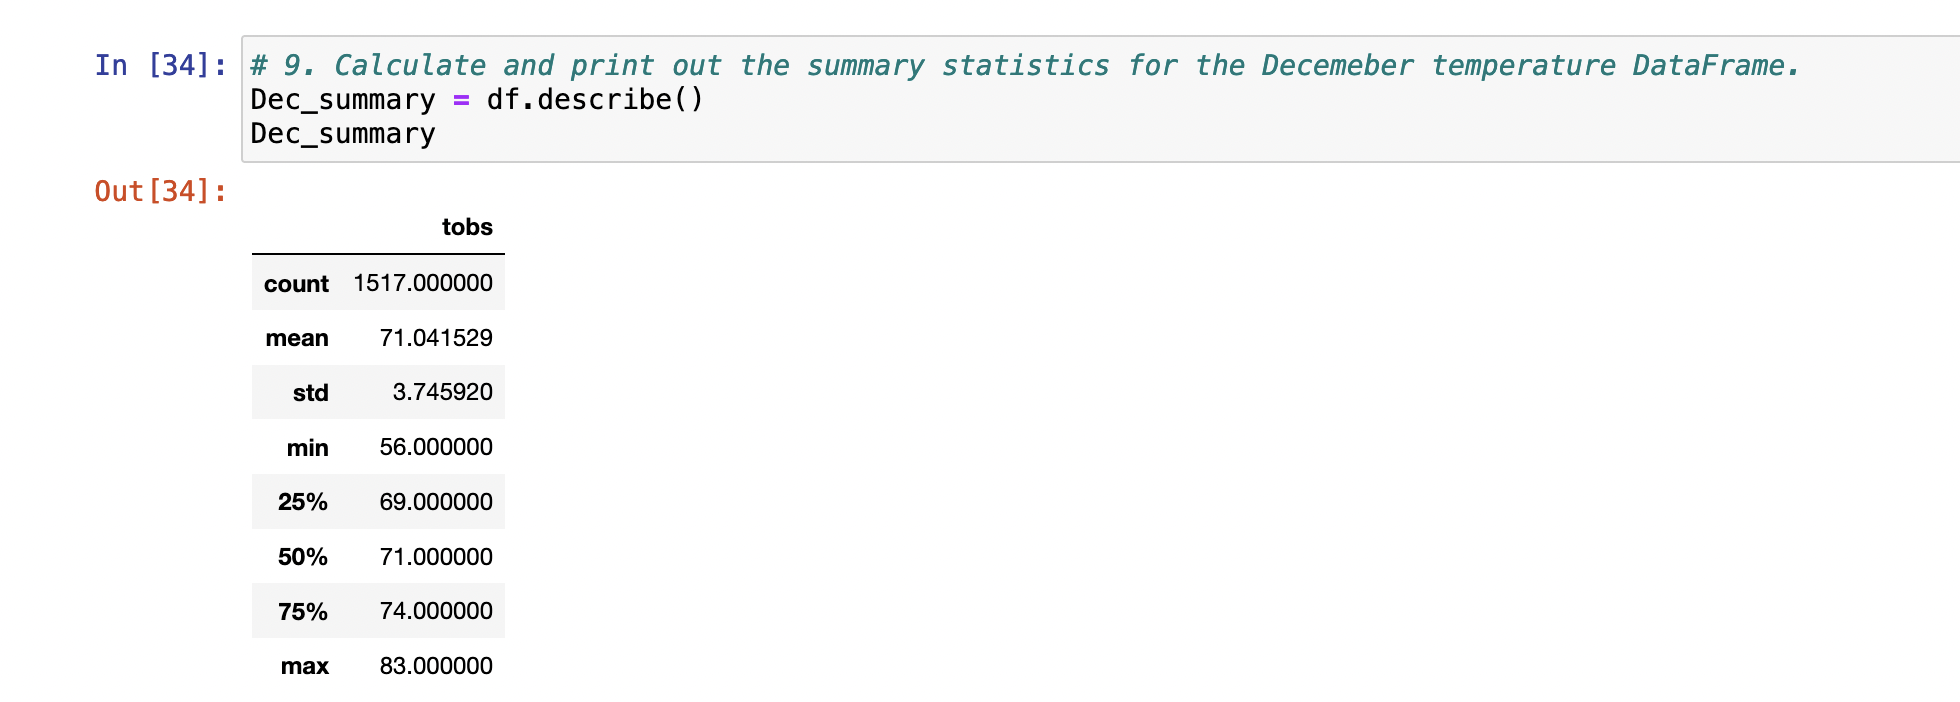 In [34]: # 9. Calculate and print out the summary statistics for the Decemeber temperature DataFrame.
Dec_summary = df.describe()
Dec_summary
Out[34]:
tobs
count 1517.000000
mean 71.041529
std 3.745920
min 56.000000
25% 69.000000
50% 71.000000
75% 74.000000
max 83.000000